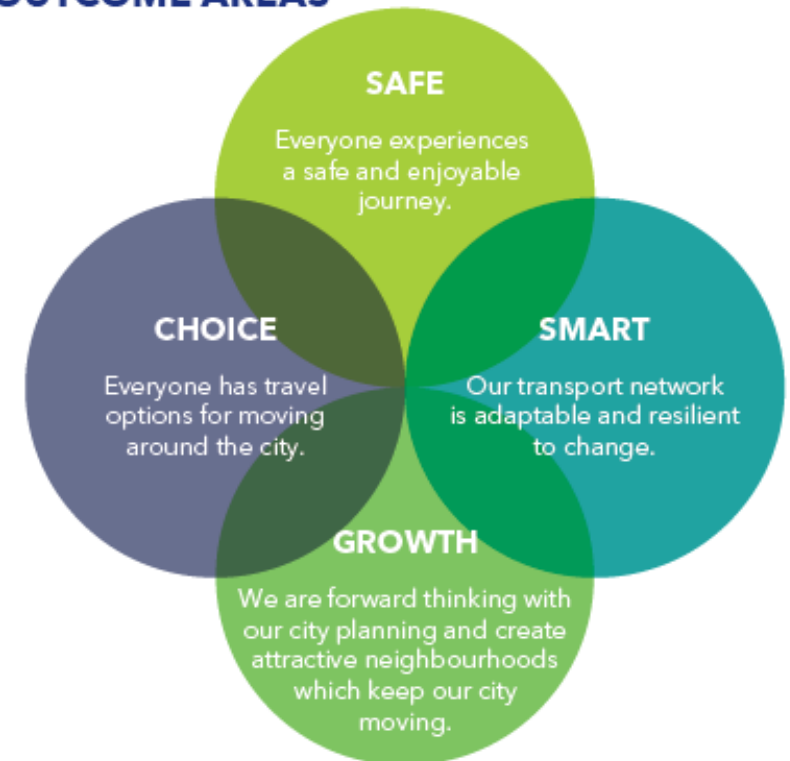 OUTCOME AREAS
SAFE
Everyone experiences
a safe and enjoyable
journey.
CHOICE
Everyone has travel
options for moving
around the city.
SMART
Our transport network
is adaptable and resilient
to change.
GROWTH
We are forward thinking with
our city planning and create
attractive neighbourhoods
which keep our city
moving.